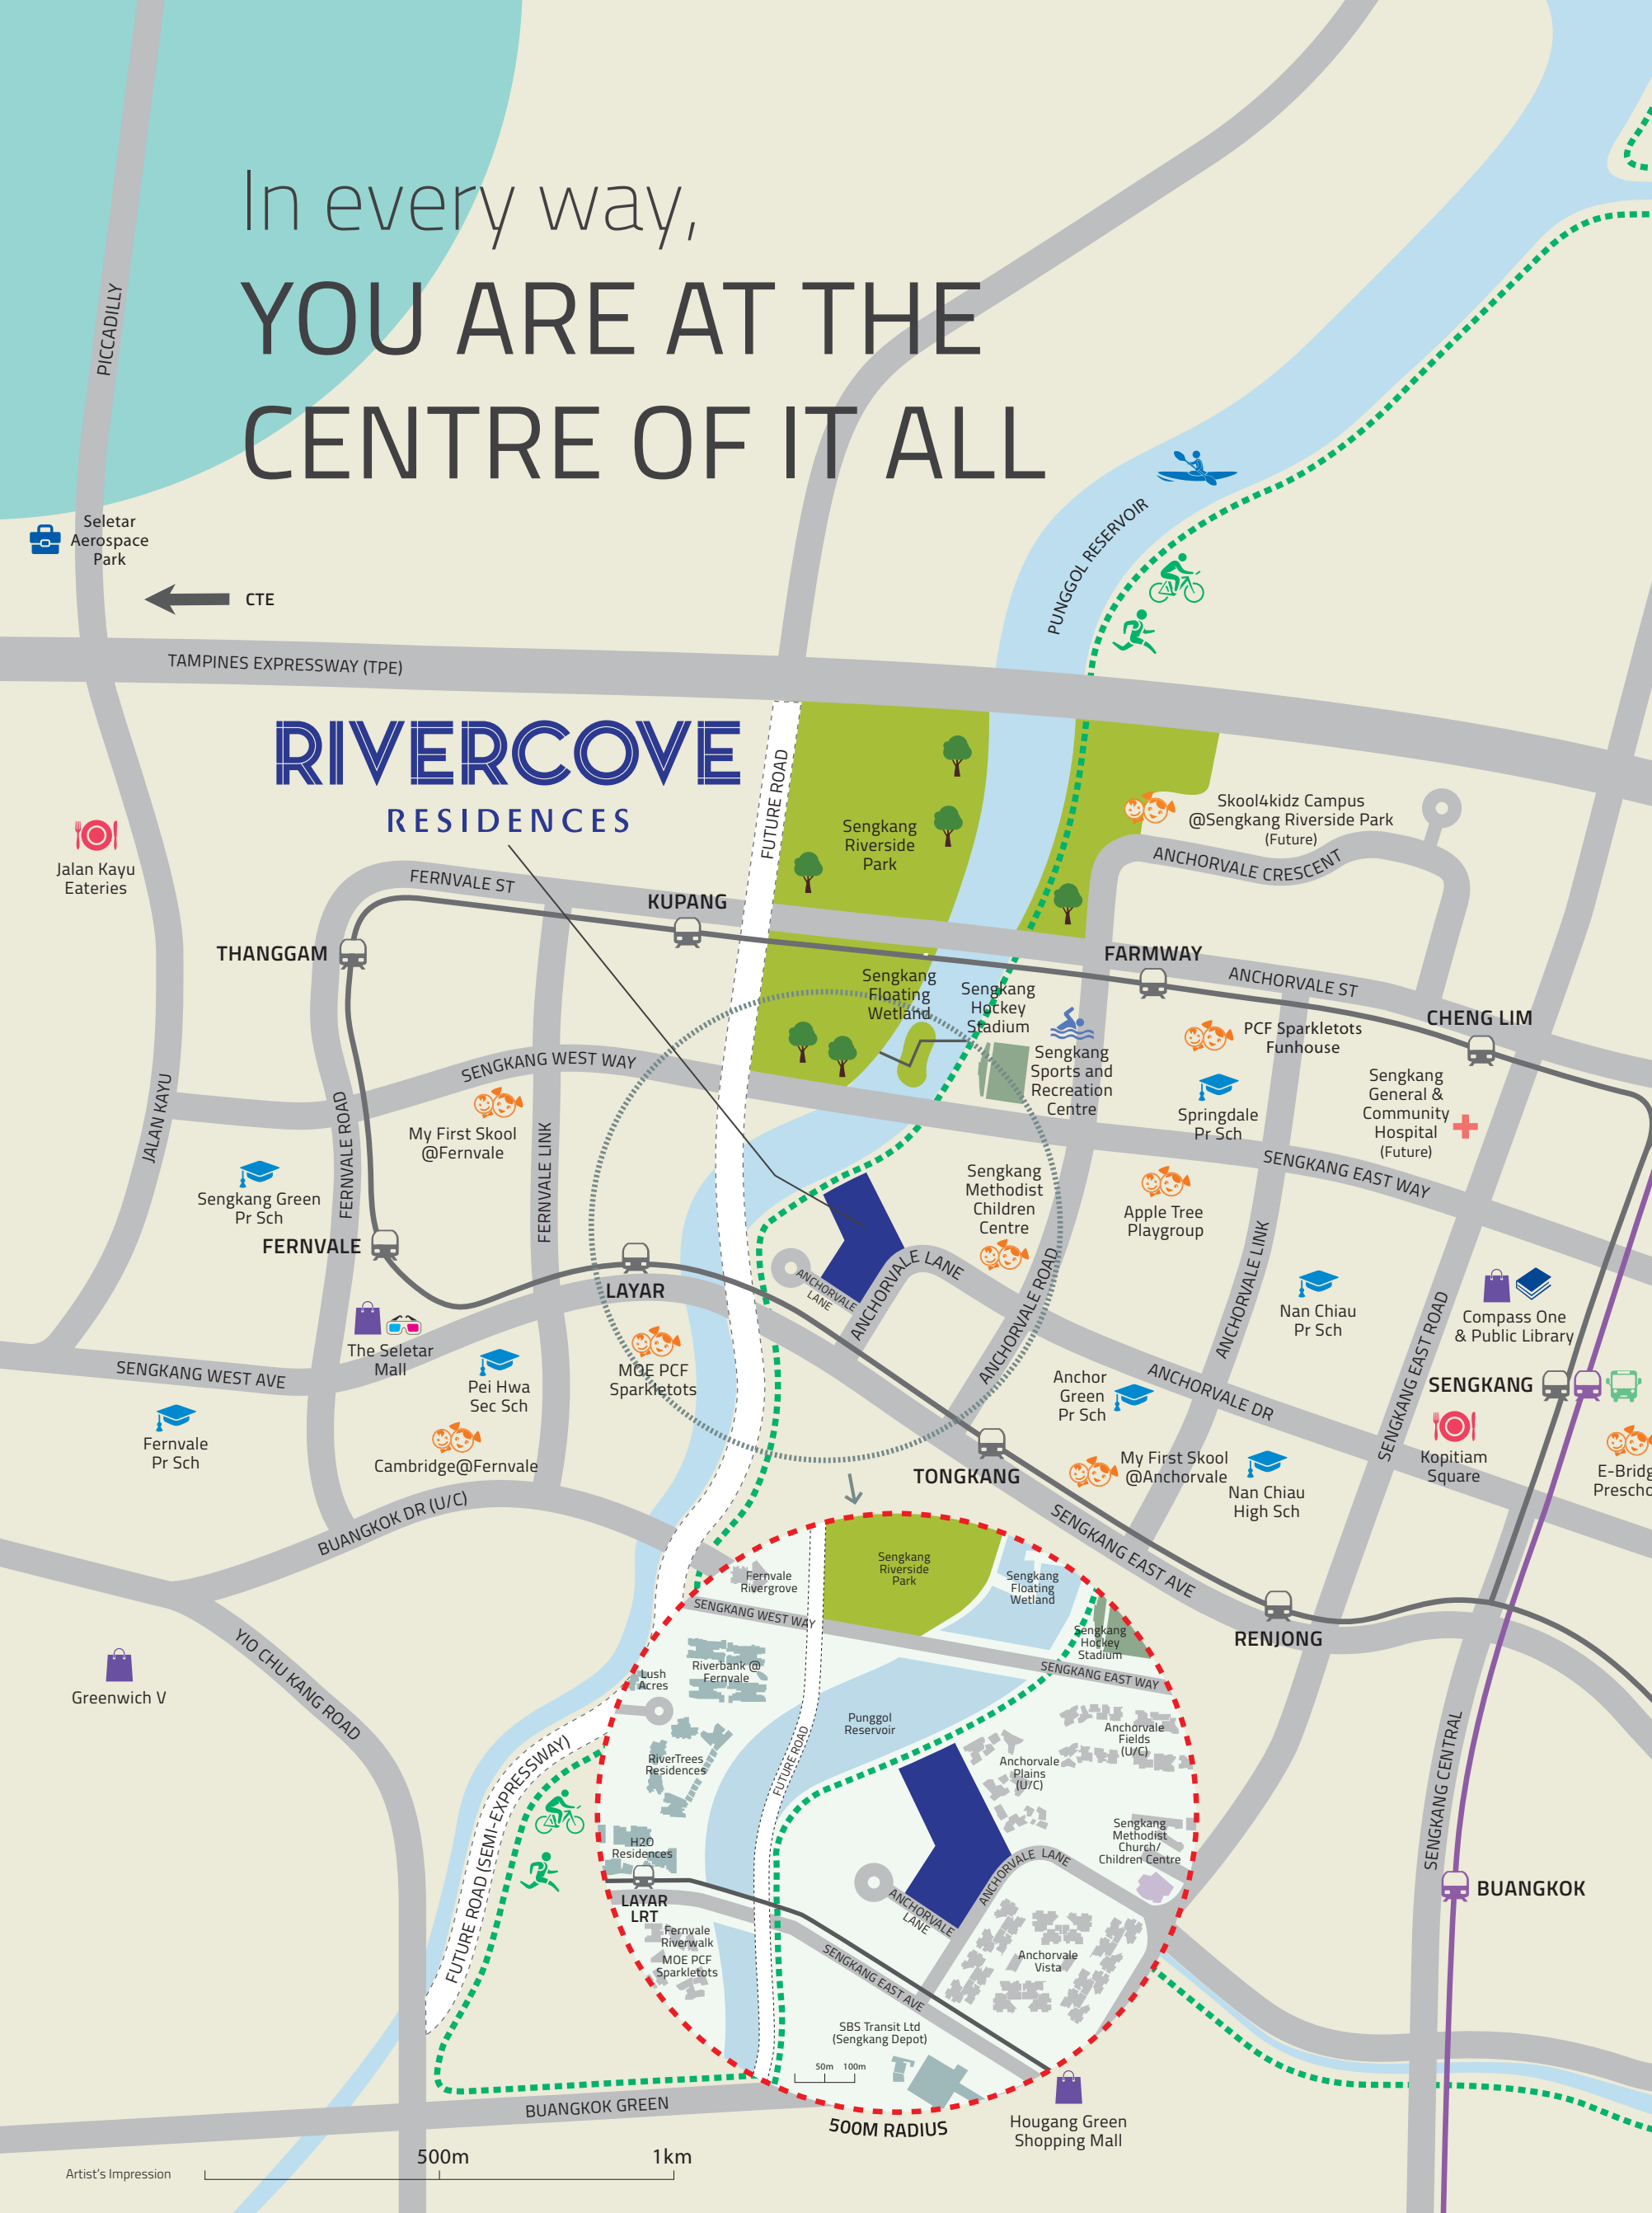 In every way,
YOU ARE AT THE
CENTRE OF IT ALL
PICCADILLY
Seletar
Aerospace
Park
CTE
PUNGGOL RESERVOIR
TAMPINES EXPRESSWAY (TPE)
RIVERCOVE
RESIDENCES
FUTURE ROAD
Sengkang
Riverside
Park
Skool4kidz Campus
@Sengkang Riverside Park
(Future)
ANCHORVALE CRESCENT
Jalan Kayu
Eateries
FERNVALE ST
KUPANG
THANGGAM
FARMWAY
ANCHORVALE ST
CHENG LIM
Sengkang
Floating
Wetland
Sengkang
Hockey
Stadium
Sengkang
Sports and
Recreation
Centre
PCF Sparkletots
Funhouse
Springdale
Pr Sch
Sengkang
General &
Community
Hospital
(Future)
SENGKANG WEST WAY
JALAN KAYU
FERNVALE ROAD
My First Skool
@Fernvale
FERNVALE LINK
Sengkang Green
Pr Sch
FERNVALE
LAYAR
SENGKANG EAST WAY
Sengkang
Methodist
Children
Centre
Apple Tree
Playgroup
ANCHORVALE LANE
ANCHORVALE
LANE
ANCHORVALE ROAD
ANCHORVALE LINK
Nan Chiau
Pr Sch
SENGKANG EAST ROAD
Compass One
& Public Library
SENGKANG
The Seletar
Mall
SENGKANG WEST AVE
Pei Hwa
Sec Sch
MOE PCF
Sparkletots
Fernvale
Pr Sch
Cambridge@Fernvale
Anchor
Green
Pr Sch
ANCHORVALE DR
Kopitiam
Square
E-Bridg
Prescho
TONGKANG
My First Skool
@Anchorvale
Nan Chiau
High Sch
BUANGKOK DR (U/C)
SENGKANG EAST AVE
RENJONG
Greenwich V
YIO CHU KANG ROAD
FUTURE ROAD (SEMI-EXPRESSWAY)
SENGKANG CENTRAL
BUANGKOK
Fernvale
Rivergrove
Sengkang
Riverside
Park
Sengkang
Floating
Wetland
SENGKANG WEST WAY
Sengkang
Hockey
Stadium
SENGKANG EAST WAY
Lush
Acres
Riverbank @
Fernvale
Punggol
Reservoir
FUTURE ROAD
RiverTrees
Residences
Anchorvale
Fields
(U/C)
Anchorvale
Plains
(U/C)
Sengkang
Methodist
Church/
Children Centre
H2O
Residences
LAYAR
LRT
ANCHORVALE LANE
ANCHORVALE
LANE
Fernvale
Riverwalk
MOE PCF
Sparkletots
SENGKANG EAST AVE
Anchorvale
Vista
SBS Transit Ltd
(Sengkang Depot)
50m 100m
500M RADIUS
Hougang Green
Shopping Mall
BUANGKOK GREEN
500m 1km
Artist's Impression